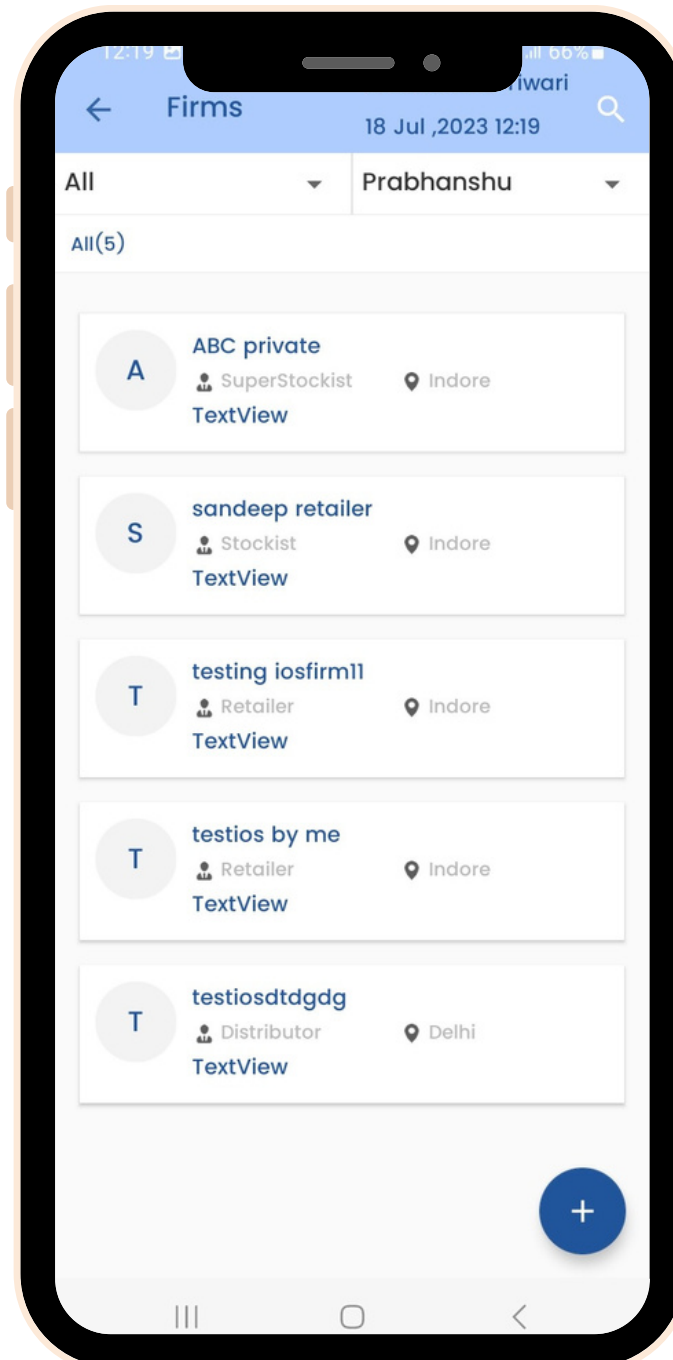 12:19 66%
Firms
18 Jul ,2023 12:19
All Prabhanshu
All(5)
A
ABC private
SuperStockist Indore
TextView
S
sandeep retailer
Stockist Indore
TextView
T
testing iosfirm11
Retailer Indore
TextView
T
testios by me
Retailer Indore
TextView
T
testiosdtdgdg
Distributor Delhi
TextView
+